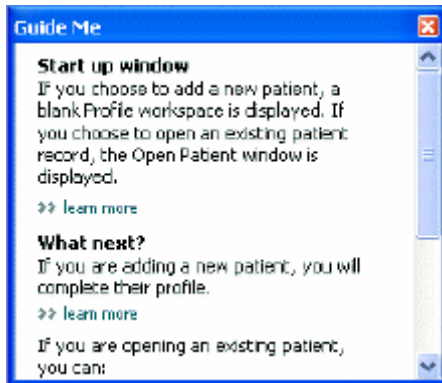 Guide Me
Start up window
If you choose to add a new patient, a
blank Profile workspace is displayed. If
you choose to open an existing patient
record, the Open Patient window is
displayed.
>> learn more
What next?
If you are adding a new patient, you will
complete their profile.
>> learn more
If you are opening an existing patient,
you can: